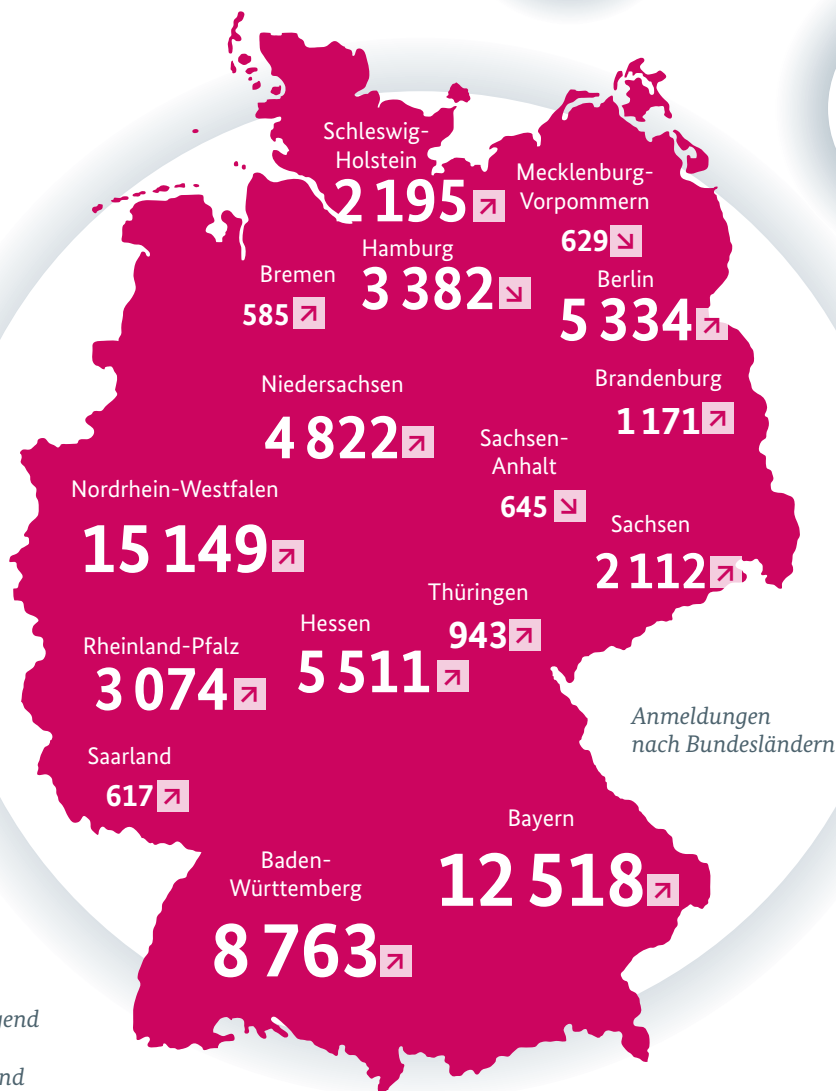 Schleswig-
Holstein
2 195
Mecklenburg-
Vorpommern
629
Hamburg
3 382
Bremen
585
Berlin
5 334
Niedersachsen
4 822
Brandenburg
1 171
Sachsen-
Anhalt
645
Nordrhein-Westfalen
15 149
Sachsen
2 112
Thüringen
943
Hessen
5 511
Rheinland-Pfalz
3 074
Anmeldungen
nach Bundesländern
Saarland
617
Bayern
12 518
Baden-
Württemberg
8 763